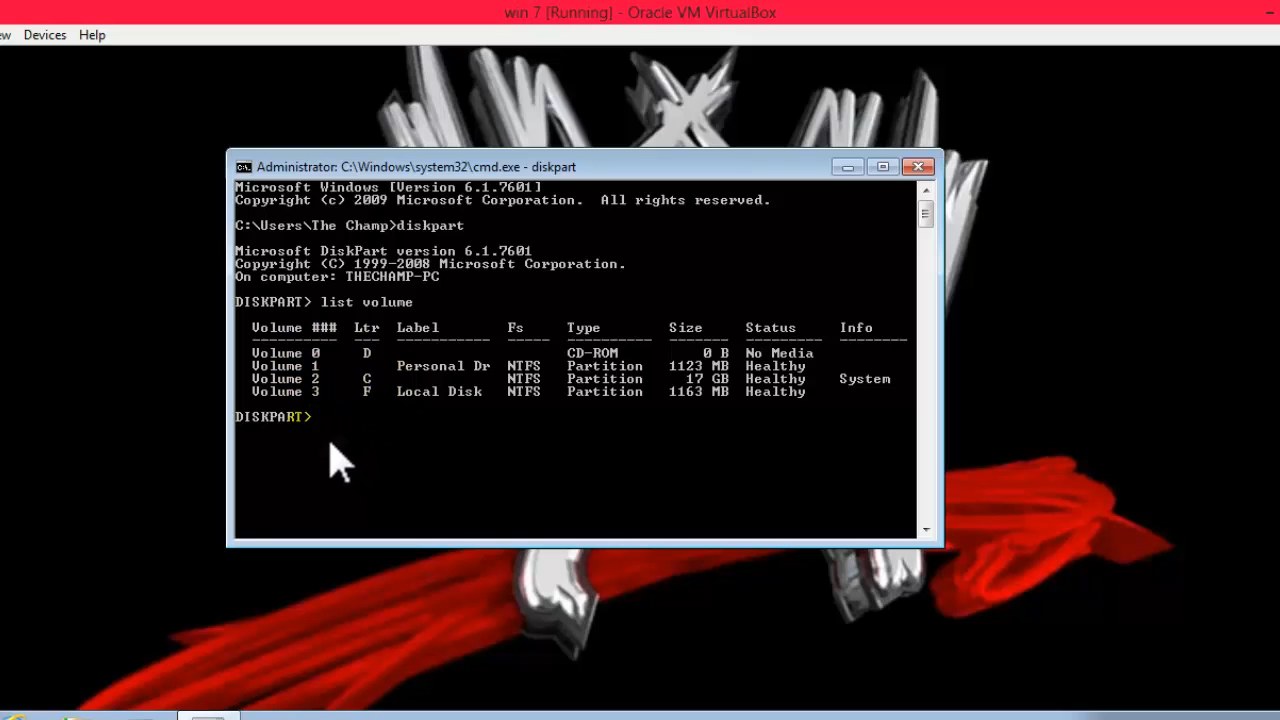 win 7 [Running] - Oracle VM VirtualBox
ew Devices Help
Administrator: C:\Windows\system32\cmd.exe - diskpart
Microsoft Windows [Version 6.1.7601]
Copyright (c) 2009 Microsoft Corporation. All rights reserved.
C:\Users\The Champ>diskpart
Microsoft DiskPart version 6.1.7601
Copyright (C) 1999-2008 Microsoft Corporation.
On computer: THECHAMP-PC
DISKPART> list volume
Volume ### Ltr Label Fs Type Size Status Info
---------- --- ----------- ----- ---------- ------- --------- --------
Volume 0 D CD-ROM 0 B No Media
Volume 1 Personal Dr NTFS Partition 1123 MB Healthy
Volume 2 C NTFS Partition 17 GB Healthy System
Volume 3 F Local Disk NTFS Partition 1163 MB Healthy
DISKPART>